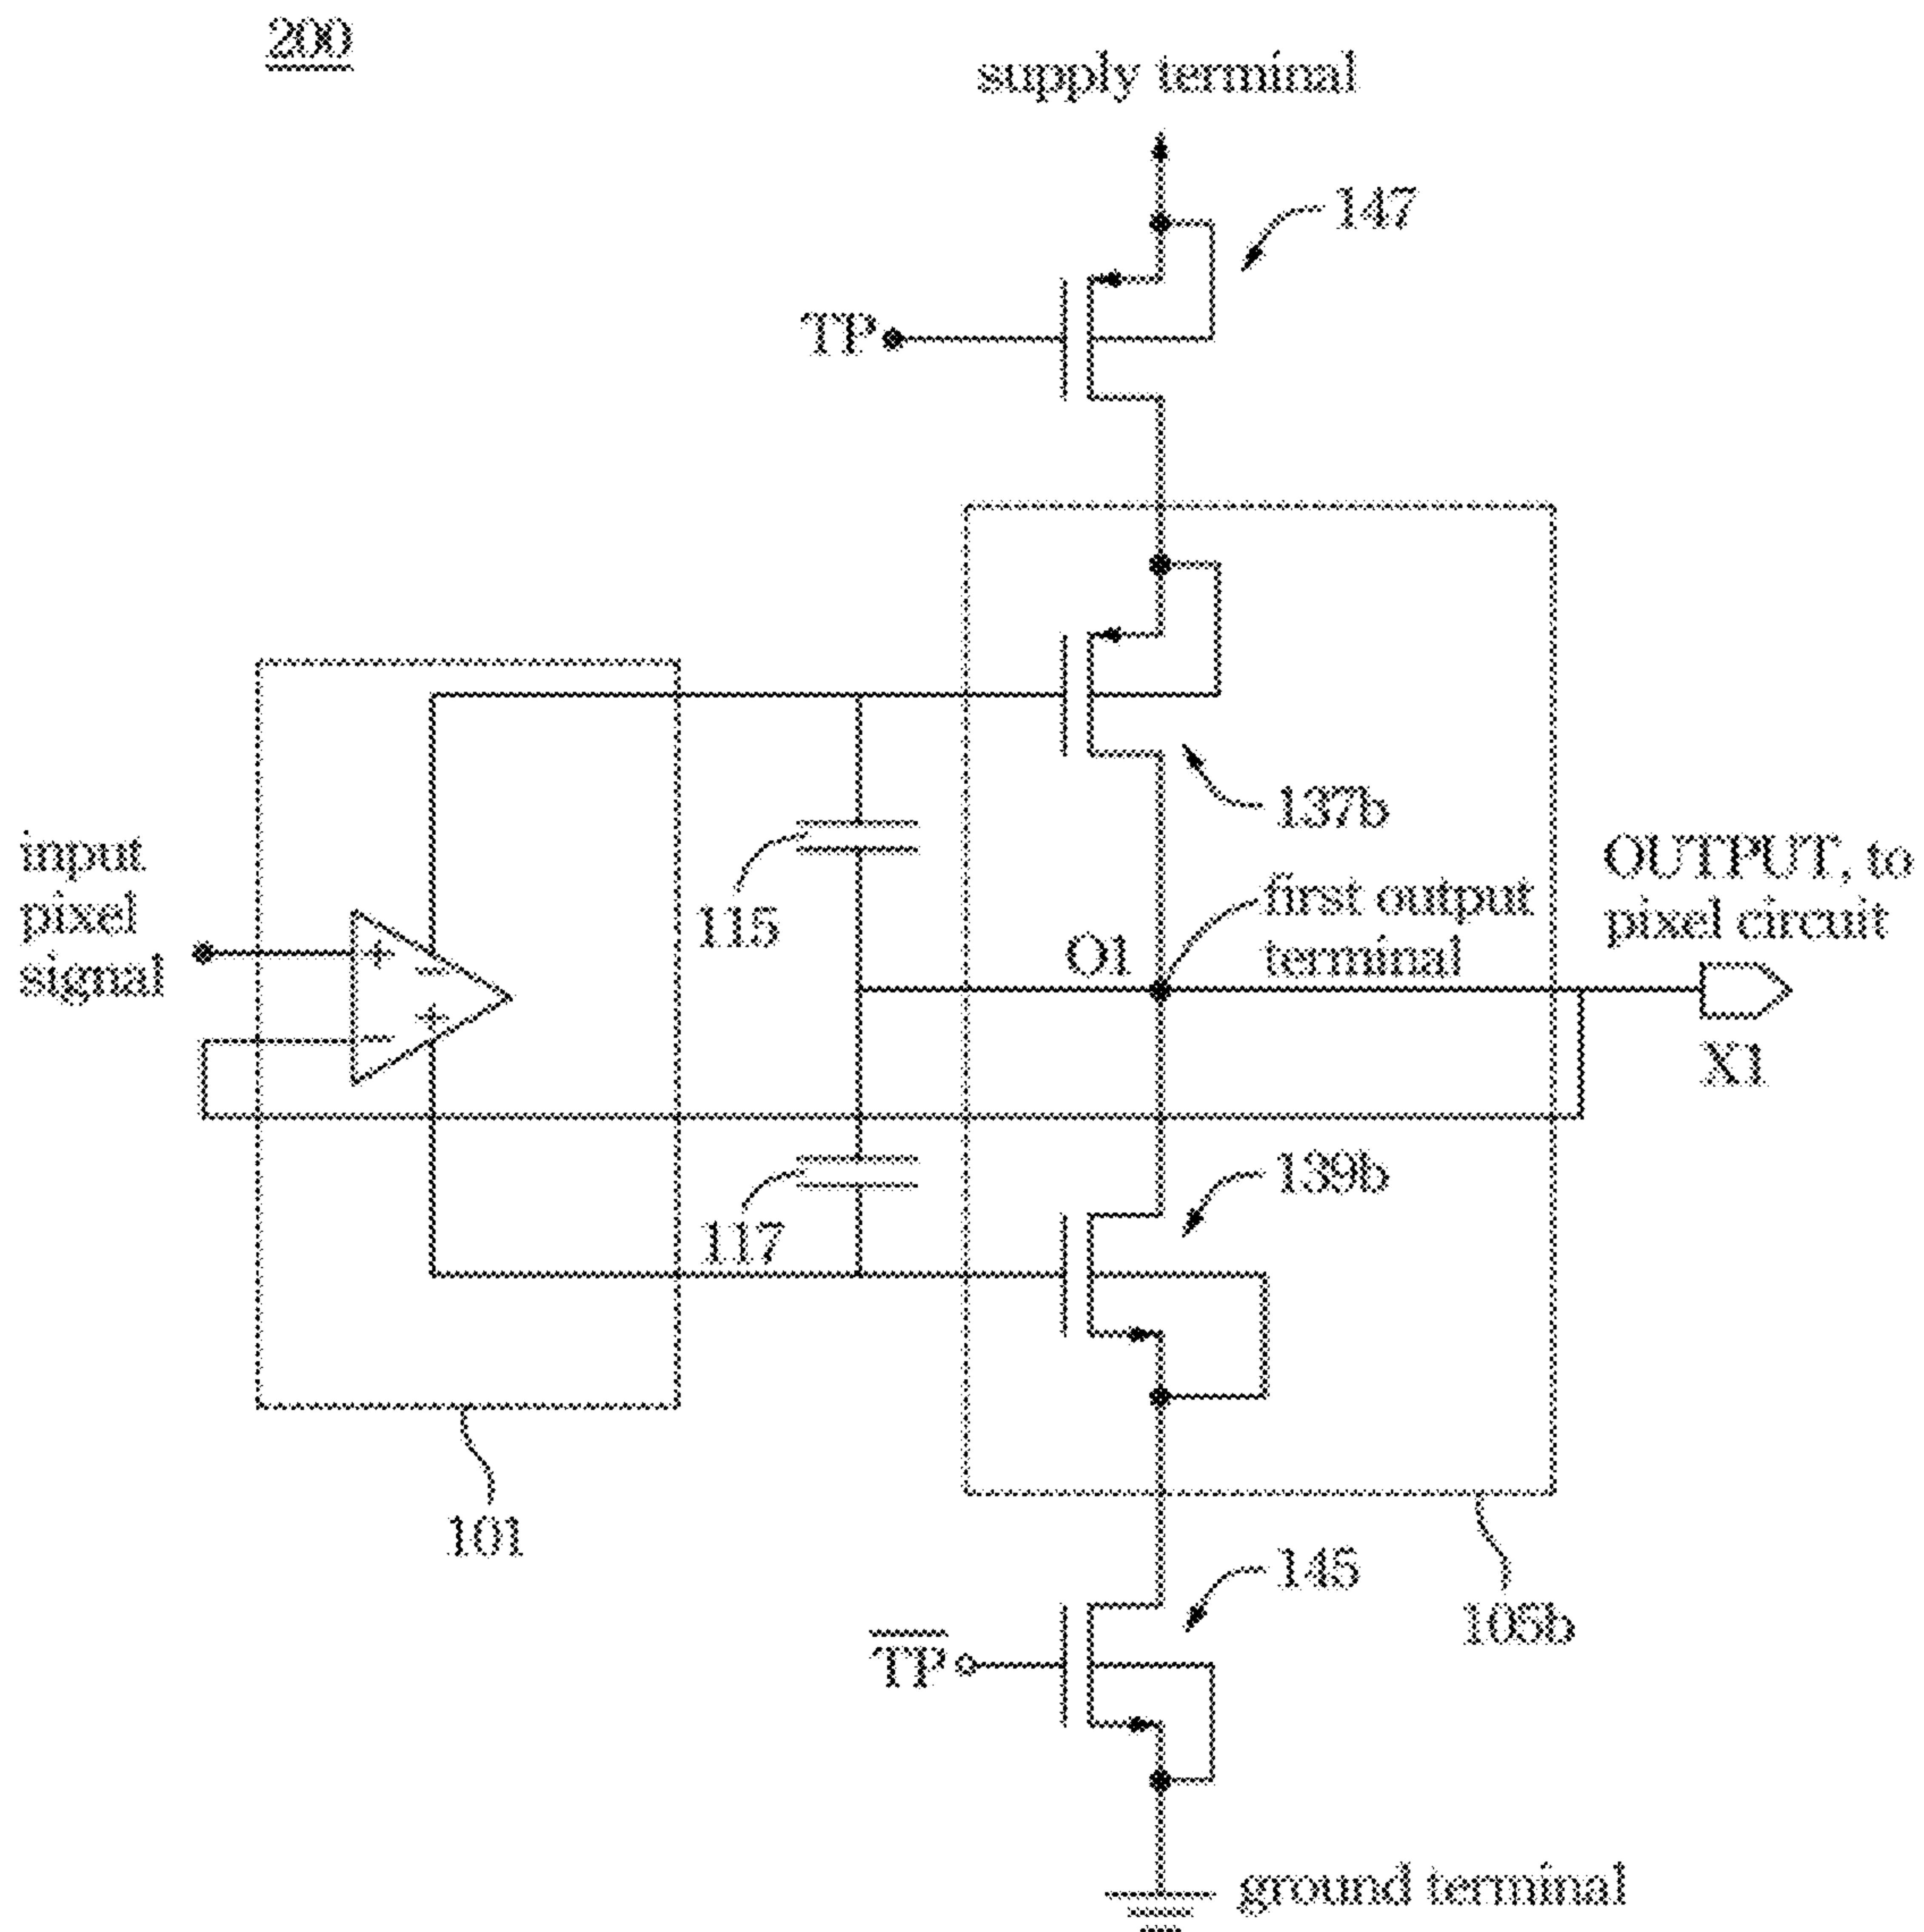 200
supply terminal
147
TP
137b
input
pixel
signal
+
−
−
+
115
O1
first output
terminal
OUTPUT, to
pixel circuit
X1
139b
117
101
145
105b
T̅P̅
ground terminal